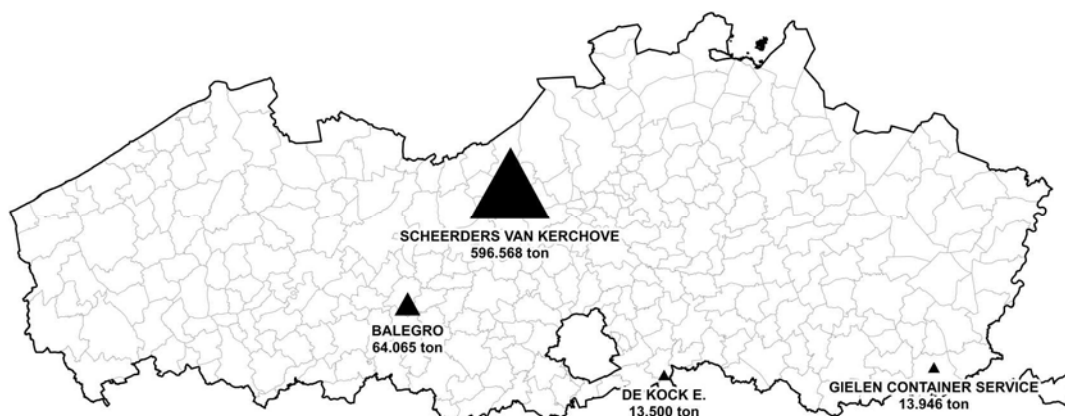 SCHEERDERS VAN KERCHOVE
596.568 ton
BALEGRO
64.065 ton
DE KOCK E.
13.500 ton
GIELEN CONTAINER SERVICE
13.946 ton